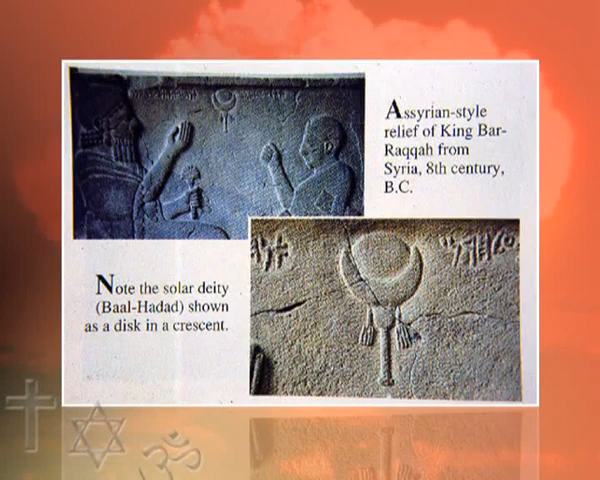 Assyrian-style
relief of King Bar-
Raqqah from
Syria, 8th century,
B.C.
Note the solar deity
(Baal-Hadad) shown
as a disk in a crescent.